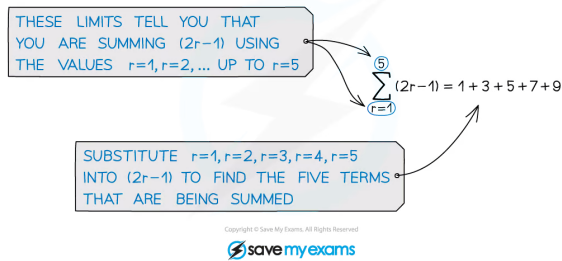 THESE LIMITS TELL YOU THAT
YOU ARE SUMMING (2r−1) USING
THE VALUES r=1, r=2, ... UP TO r=5
5
∑ (2r−1) = 1+3+5+7+9
r=1
SUBSTITUTE r=1, r=2, r=3, r=4, r=5
INTO (2r−1) TO FIND THE FIVE TERMS
THAT ARE BEING SUMMED
Copyright © Save My Exams. All Rights Reserved
save my exams